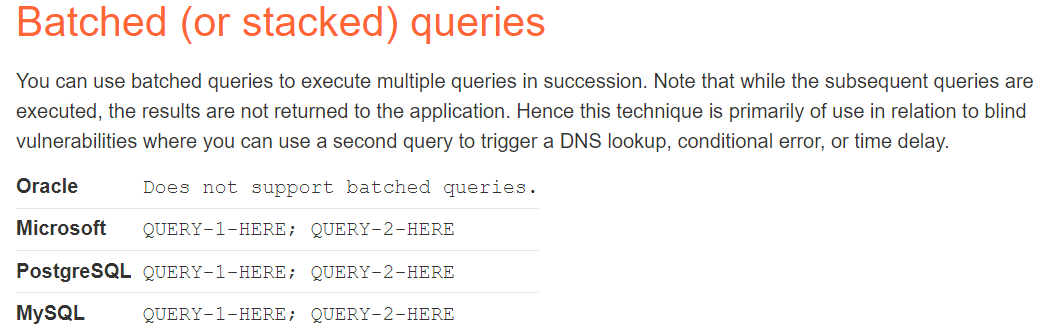 Batched (or stacked) queries
You can use batched queries to execute multiple queries in succession. Note that while the subsequent queries are
executed, the results are not returned to the application. Hence this technique is primarily of use in relation to blind
vulnerabilities where you can use a second query to trigger a DNS lookup, conditional error, or time delay.
Oracle Does not support batched queries.
Microsoft QUERY-1-HERE; QUERY-2-HERE
PostgreSQL QUERY-1-HERE; QUERY-2-HERE
MySQL QUERY-1-HERE; QUERY-2-HERE